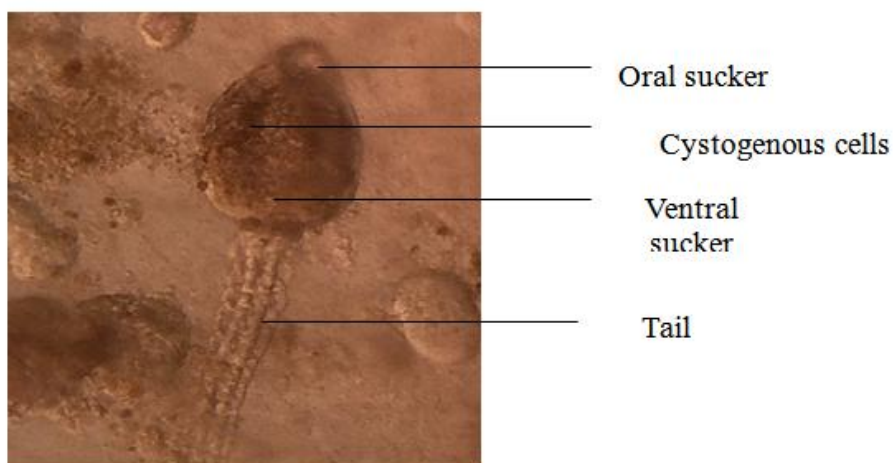 Oral sucker
Cystogenous cells
Ventral
sucker
Tail